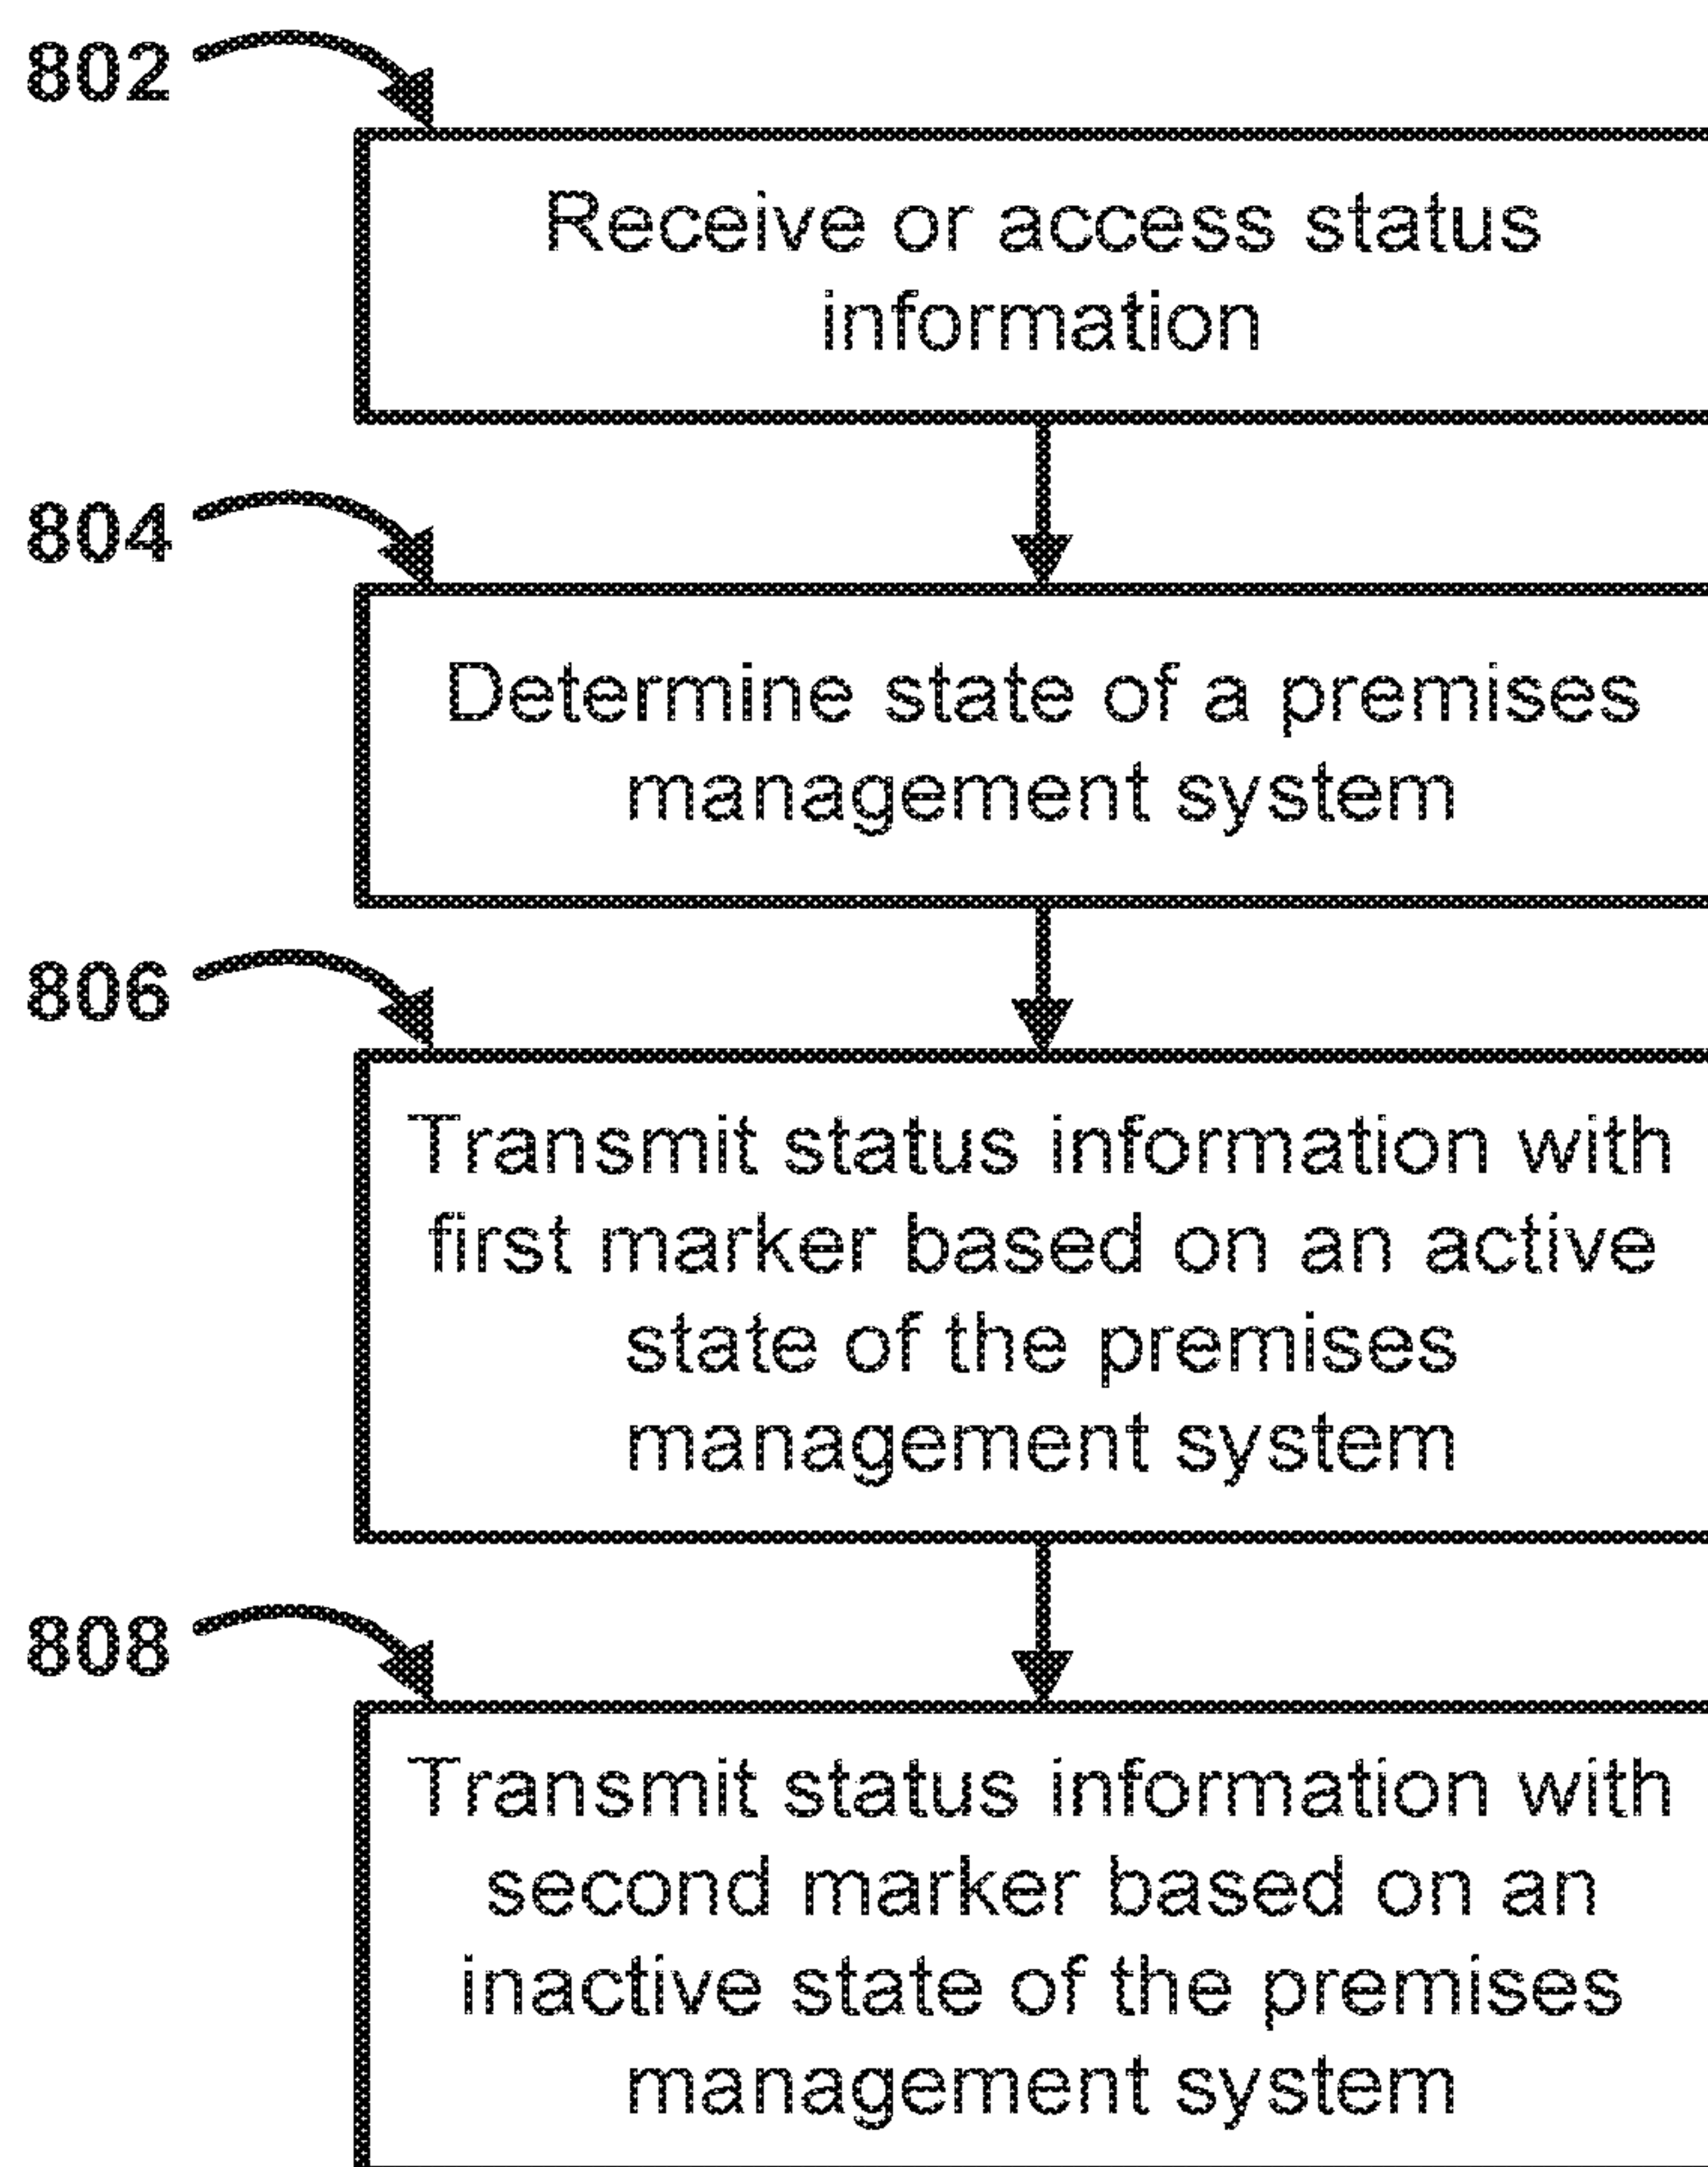 802
Receive or access status
information
804
Determine state of a premises
management system
806
Transmit status information with
first marker based on an active
state of the premises
management system
808
Transmit status information with
second marker based on an
inactive state of the premises
management system